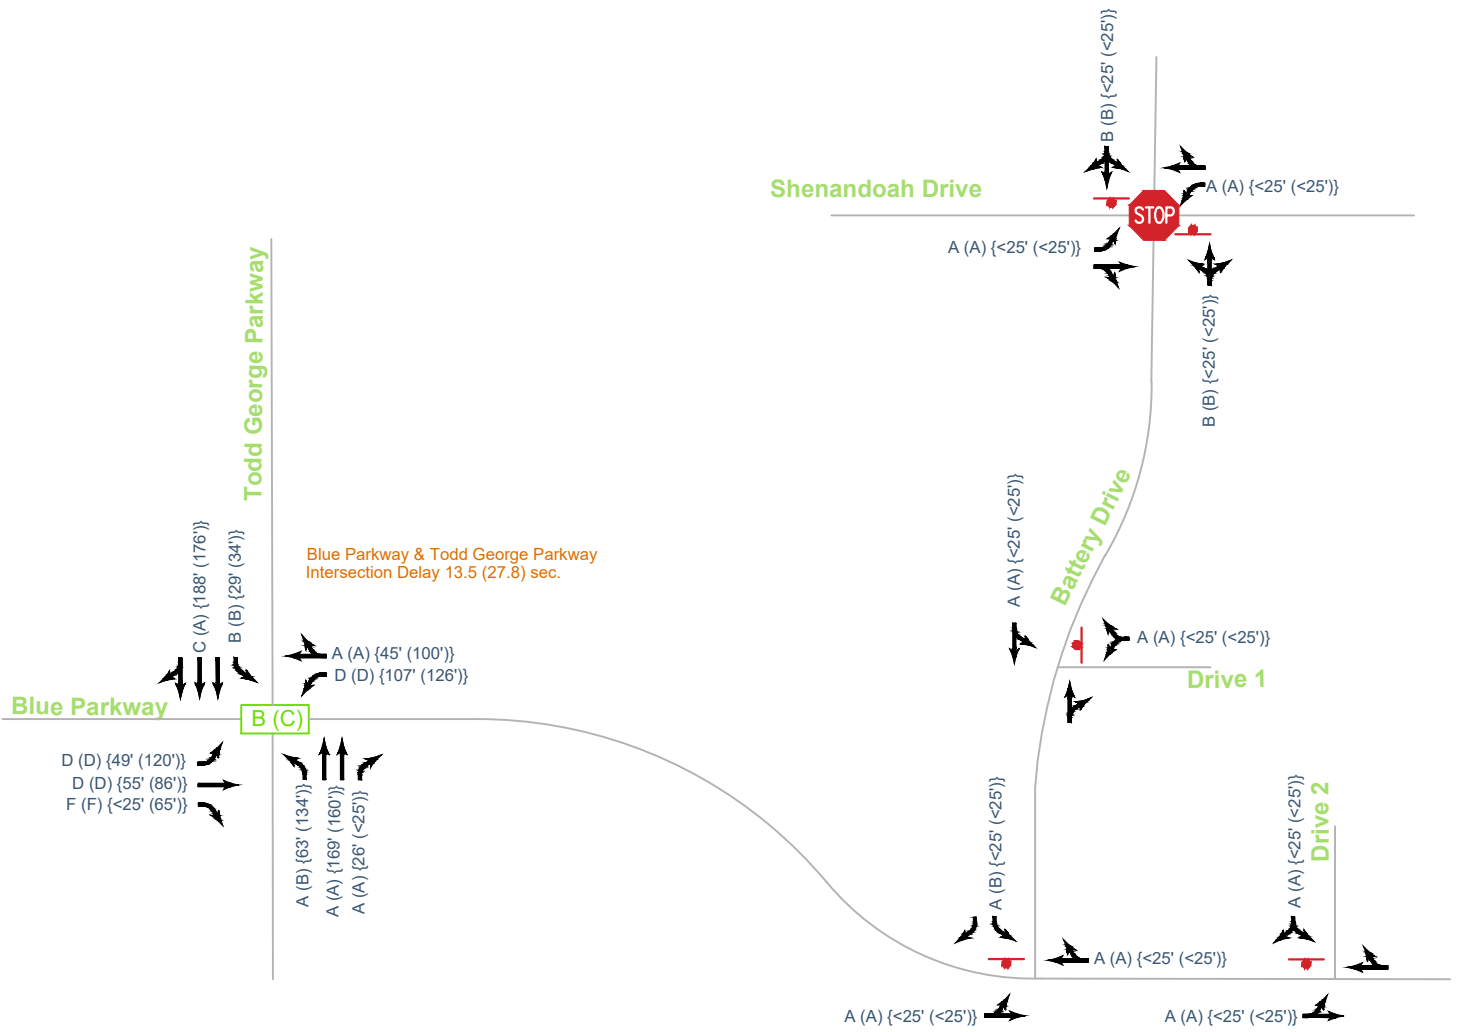 B (B) {<25' (<25')}
Shenandoah Drive
STOP
A (A) {<25' (<25')}
A (A) {<25' (<25')}
B (B) {<25' (<25')}
Todd George Parkway
Battery Drive
C (A) {188' (176')}
B (B) {29' (34')}
Blue Parkway & Todd George Parkway
Intersection Delay 13.5 (27.8) sec.
A (A) {<25' (<25')}
A (A) {<25' (<25')}
Drive 1
A (A) {45' (100')}
D (D) {107' (126')}
Blue Parkway
B (C)
D (D) {49' (120')}
D (D) {55' (86')}
F (F) {<25' (65')}
A (B) {63' (134')}
A (A) {169' (160')}
A (A) {26' (<25')}
A (B) {<25' (<25')}
A (A) {<25' (<25')}
Drive 2
A (A) {<25' (<25')}
A (A) {<25' (<25')}
A (A) {<25' (<25')}